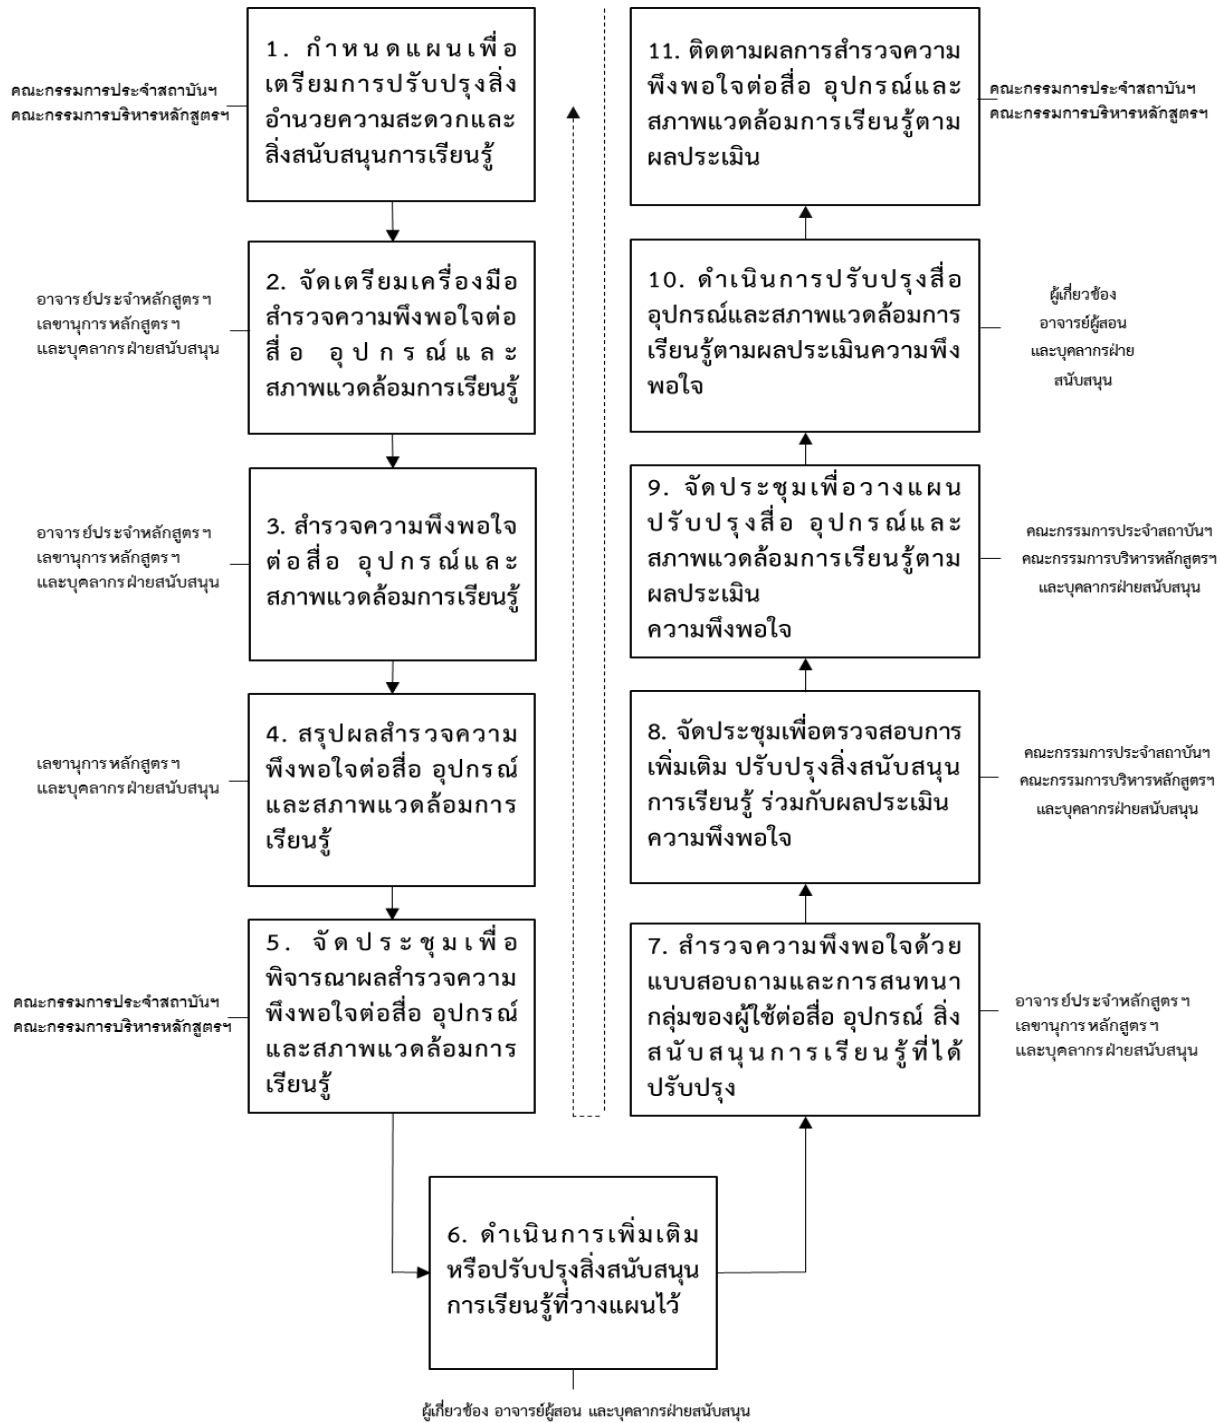 คณะกรรมการประจำสถาบันฯ
คณะกรรมการบริหารหลักสูตรฯ
1. กำหนดแผนเพื่อ
เตรียมการปรับปรุงสิ่ง
อำนวยความสะดวกและ
สิ่งสนับสนุนการเรียนรู้
อาจารย์ประจำหลักสูตรฯ
เลขานุการหลักสูตรฯ
และบุคลากรฝ่ายสนับสนุน
2. จัดเตรียมเครื่องมือ
สำรวจความพึงพอใจต่อ
สื่อ อุปกรณ์และ
สภาพแวดล้อมการเรียนรู้
อาจารย์ประจำหลักสูตรฯ
เลขานุการหลักสูตรฯ
และบุคลากรฝ่ายสนับสนุน
3. สำรวจความพึงพอใจ
ต่อสื่อ อุปกรณ์และ
สภาพแวดล้อมการเรียนรู้
เลขานุการหลักสูตรฯ
และบุคลากรฝ่ายสนับสนุน
4. สรุปผลสำรวจความ
พึงพอใจต่อสื่อ อุปกรณ์
และสภาพแวดล้อมการ
เรียนรู้
คณะกรรมการประจำสถาบันฯ
คณะกรรมการบริหารหลักสูตรฯ
5. จัดประชุมเพื่อ
พิจารณาผลสำรวจความ
พึงพอใจต่อสื่อ อุปกรณ์
และสภาพแวดล้อมการ
เรียนรู้
6. ดำเนินการเพิ่มเติม
หรือปรับปรุงสิ่งสนับสนุน
การเรียนรู้ที่วางแผนไว้
ผู้เกี่ยวข้อง อาจารย์ผู้สอน และบุคลากรฝ่ายสนับสนุน
7. สำรวจความพึงพอใจด้วย
แบบสอบถามและการสนทนา
กลุ่มของผู้ใช้ต่อสื่อ อุปกรณ์ สิ่ง
สนับสนุนการเรียนรู้ที่ได้
ปรับปรุง
อาจารย์ประจำหลักสูตรฯ
เลขานุการหลักสูตรฯ
และบุคลากรฝ่ายสนับสนุน
8. จัดประชุมเพื่อตรวจสอบการ
เพิ่มเติม ปรับปรุงสิ่งสนับสนุน
การเรียนรู้ ร่วมกับผลประเมิน
ความพึงพอใจ
คณะกรรมการประจำสถาบันฯ
คณะกรรมการบริหารหลักสูตรฯ
และบุคลากรฝ่ายสนับสนุน
9. จัดประชุมเพื่อวางแผน
ปรับปรุงสื่อ อุปกรณ์และ
สภาพแวดล้อมการเรียนรู้ตาม
ผลประเมิน
ความพึงพอใจ
คณะกรรมการประจำสถาบันฯ
คณะกรรมการบริหารหลักสูตรฯ
และบุคลากรฝ่ายสนับสนุน
10. ดำเนินการปรับปรุงสื่อ
อุปกรณ์และสภาพแวดล้อมการ
เรียนรู้ตามผลประเมินความพึง
พอใจ
ผู้เกี่ยวข้อง
อาจารย์ผู้สอน
และบุคลากรฝ่าย
สนับสนุน
11. ติดตามผลการสำรวจความ
พึงพอใจต่อสื่อ อุปกรณ์และ
สภาพแวดล้อมการเรียนรู้ตาม
ผลประเมิน
คณะกรรมการประจำสถาบันฯ
คณะกรรมการบริหารหลักสูตรฯ